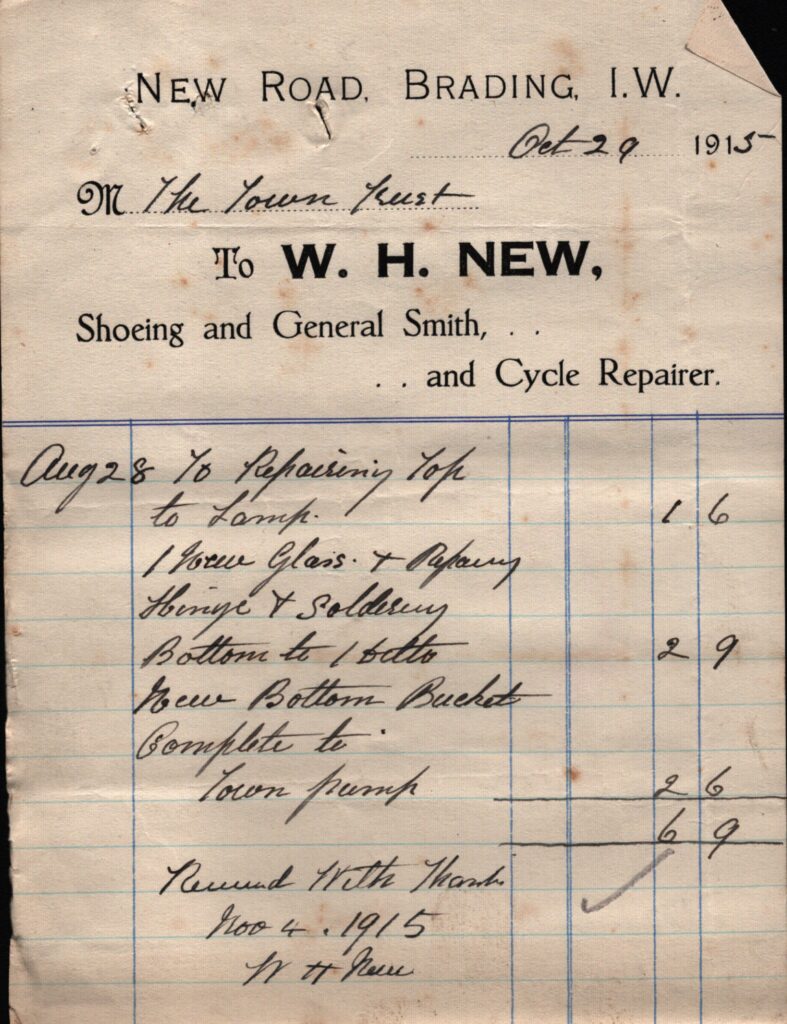 NEW ROAD, BRADING, I.W.
Oct 29 1915
M The Town Trust
To W. H. NEW,
Shoeing and General Smith, . .
. . and Cycle Repairer.
Aug 28 To Repairing Top
to Lamp. 1 6
1 New Glass. & Repairing
Hinge & Soldering
Bottom to 1 ditto 2 9
New Bottom Bucket
Complete to
Town pump 2 6
6 9
Received With Thanks
Nov 4. 1915
W H New